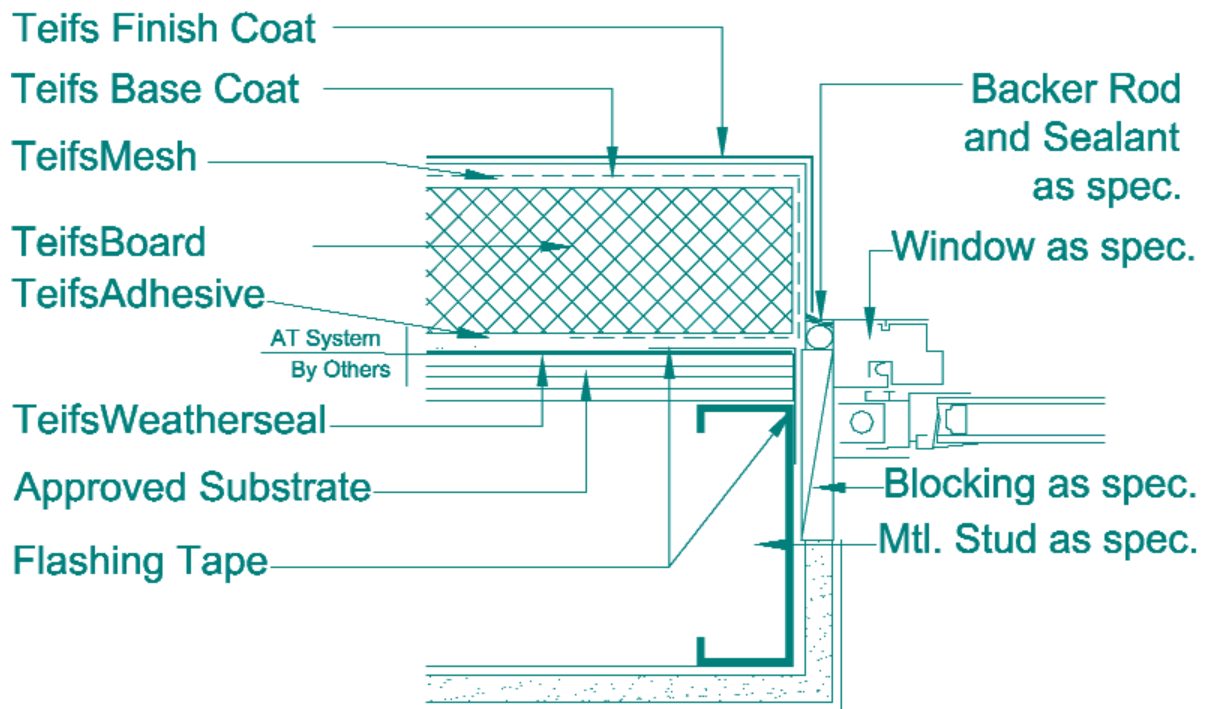 Teifs Finish Coat
Teifs Base Coat
TeifsMesh
TeifsBoard
TeifsAdhesive
AT System
By Others
TeifsWeatherseal
Approved Substrate
Flashing Tape
Backer Rod
and Sealant
as spec.
Window as spec.
Blocking as spec.
Mtl. Stud as spec.